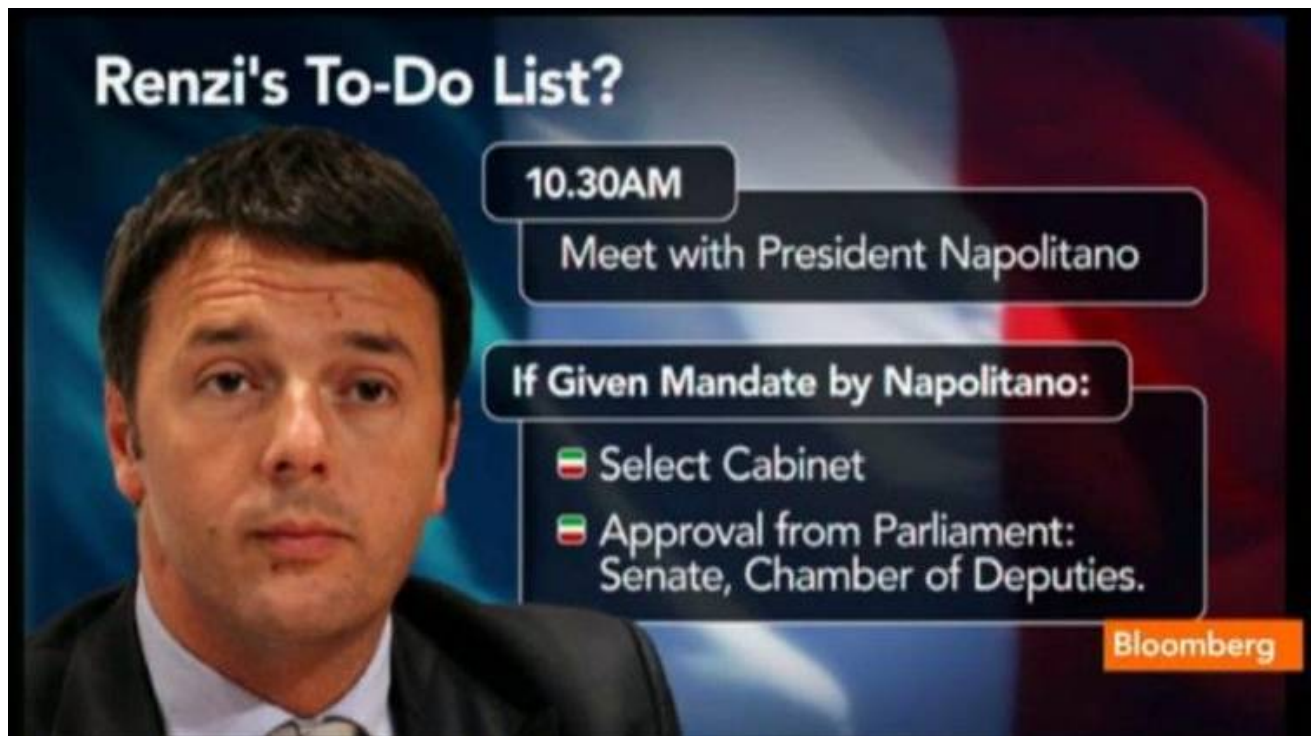 Renzi's To-Do List?
10.30AM
Meet with President Napolitano
If Given Mandate by Napolitano:
Select Cabinet
Approval from Parliament:
Senate, Chamber of Deputies.
Bloomberg